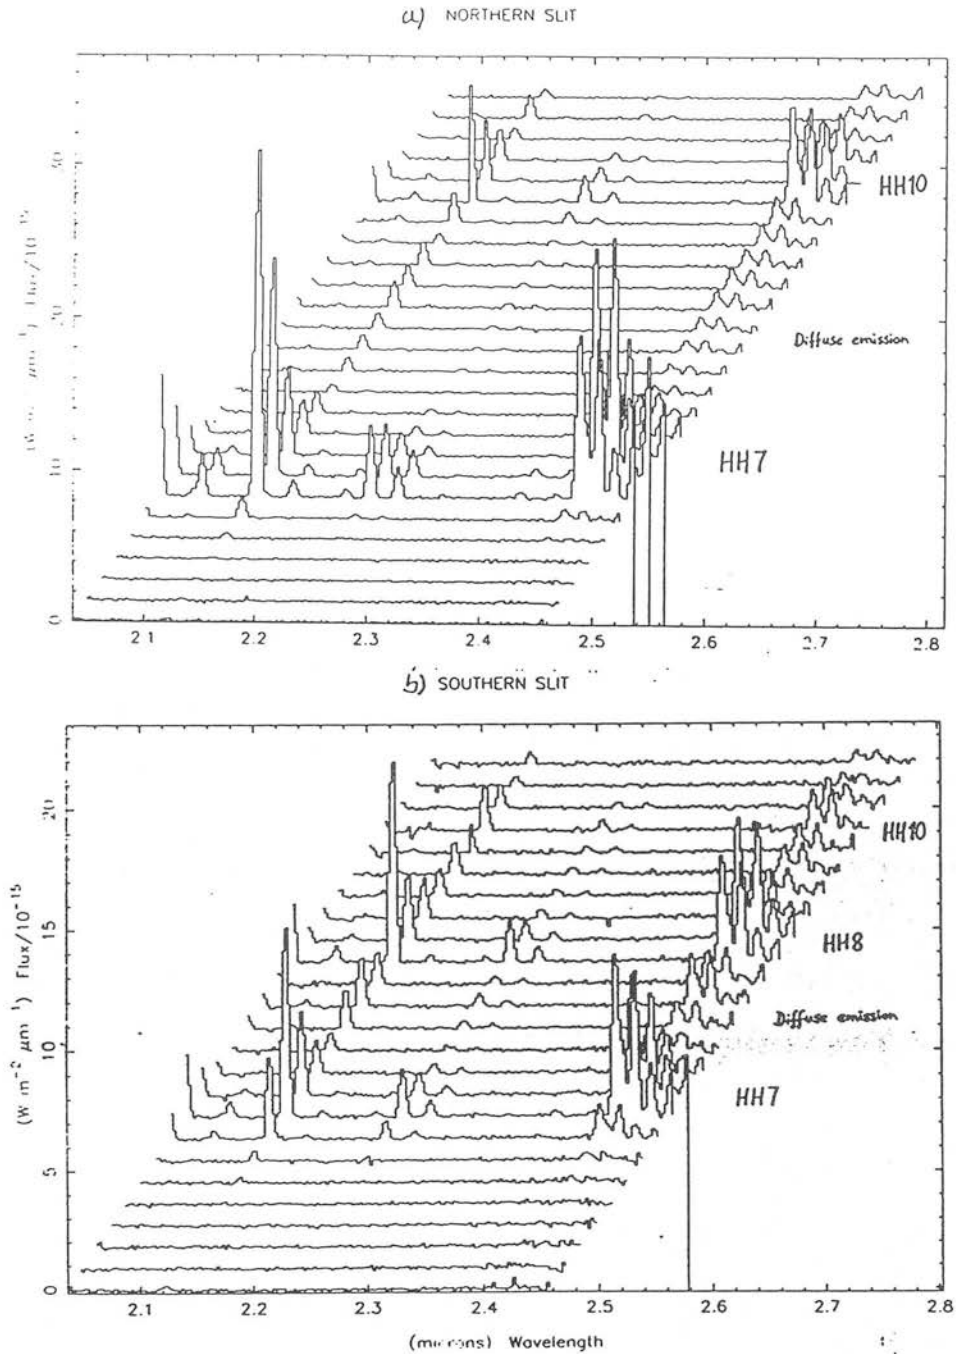 a) NORTHERN SLIT
30
20
10
0
2.1 2.2 2.3 2.4 2.5 2.6 2.7 2.8
HH10
Diffuse emission
HH7
b) SOUTHERN SLIT
(W m⁻² μm⁻¹) Flux/10⁻¹⁵
20
15
10
5
0
2.1 2.2 2.3 2.4 2.5 2.6 2.7 2.8
HH10
HH8
Diffuse emission
HH7
(microns) Wavelength